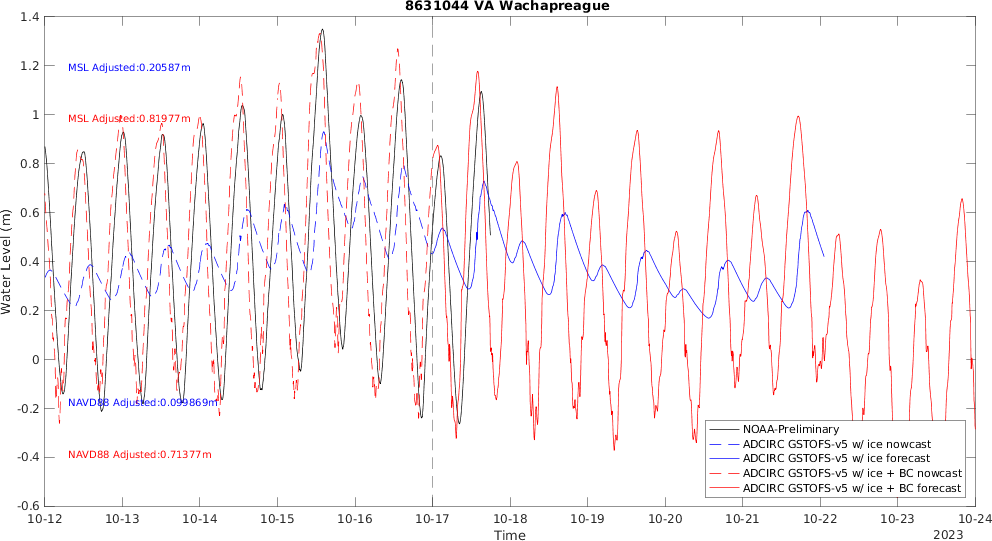 8631044 VA Wachapreague
1.4
1.2
1
0.8
0.6
0.4
0.2
0
-0.2
-0.4
-0.6
Water Level (m)
MSL Adjusted:0.20587m
MSL Adjusted:0.81977m
NAVD88 Adjusted:0.099869m
NAVD88 Adjusted:0.71377m
NOAA-Preliminary
ADCIRC GSTOFS-v5 w/ ice nowcast
ADCIRC GSTOFS-v5 w/ ice forecast
ADCIRC GSTOFS-v5 w/ ice + BC nowcast
ADCIRC GSTOFS-v5 w/ ice + BC forecast
10-12 10-13 10-14 10-15 10-16 10-17 10-18 10-19 10-20 10-21 10-22 10-23 10-24
Time
2023